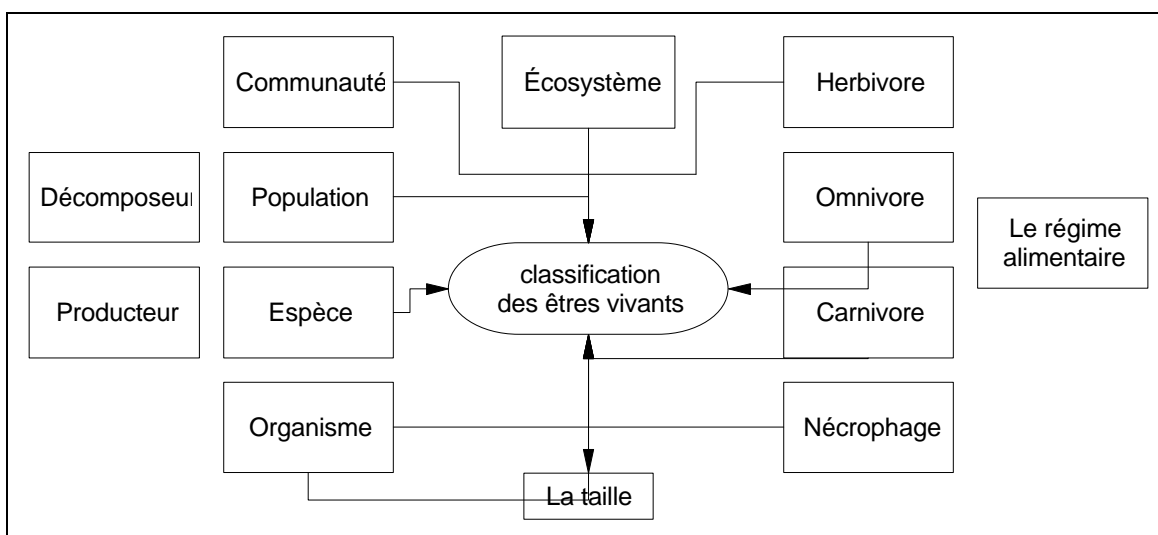 Communauté
Écosystème
Herbivore
Décomposeur
Population
Omnivore
Le régime
alimentaire
Producteur
Espèce
classification
des êtres vivants
Carnivore
Organisme
Nécrophage
La taille